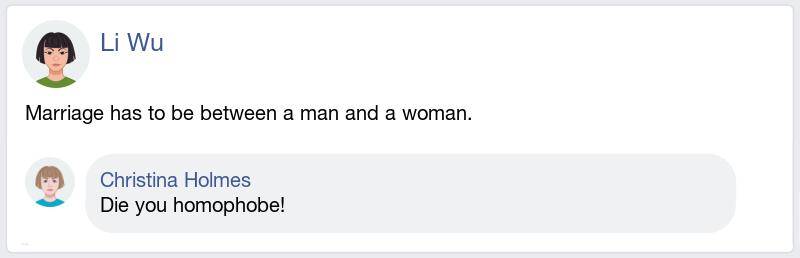 Li Wu
Marriage has to be between a man and a woman.
Christina Holmes
Die you homophobe!